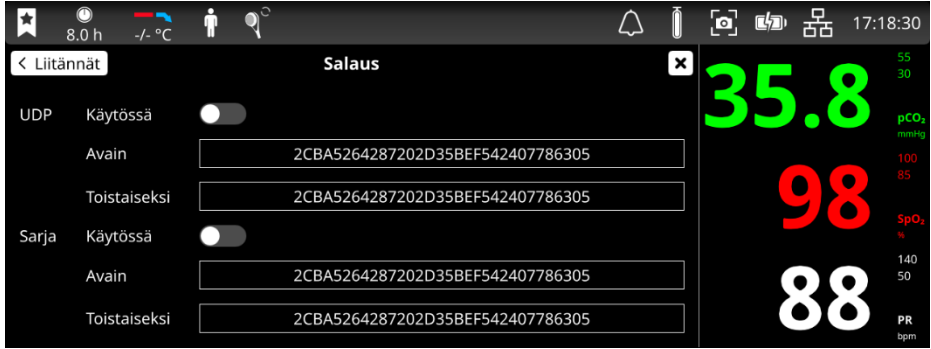 8.0 h
-/- °C
17:18:30
< Liitännät
Salaus
UDP
Käytössä
Avain
2CBA5264287202D35BEF542407786305
Toistaiseksi
2CBA5264287202D35BEF542407786305
Sarja
Käytössä
Avain
2CBA5264287202D35BEF542407786305
Toistaiseksi
2CBA5264287202D35BEF542407786305
35.8
55
30
pCO₂
mmHg
98
100
85
SpO₂
%
88
140
50
PR
bpm